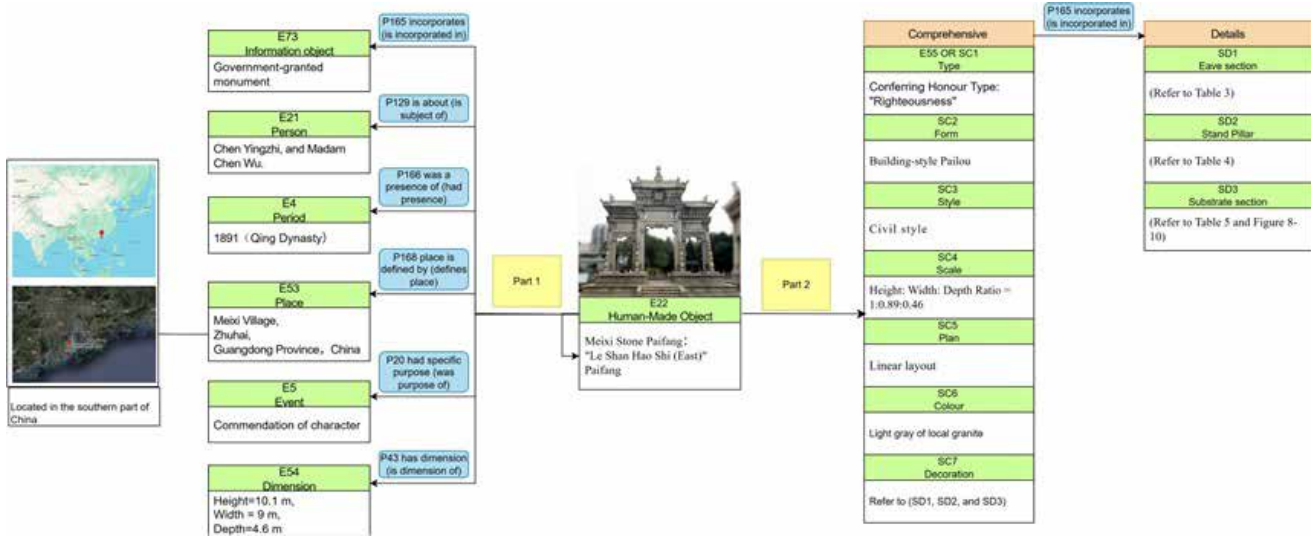 P165 incorporates
(is incorporated in)
E73
Information object
Government-granted
monument
P129 is about (is
subject of)
E21
Person
Chen Yingzhi, and Madam
Chen Wu.
P166 was a
presence of (had
presence)
E4
Period
1891（Qing Dynasty）
P168 place is
defined by (defines
place)
E53
Place
Meixi Village,
Zhuhai,
Guangdong Province，China
Located in the southern part of
China
P20 had specific
purpose (was
purpose of)
E5
Event
Commendation of character
P43 has dimension
(is dimension of)
E54
Dimension
Height=10.1 m,
Width = 9 m,
Depth=4.6 m
Part 1
E22
Human-Made Object
Meixi Stone Paifang：
"Le Shan Hao Shi (East)"
Paifang
Part 2
Comprehensive
E55 OR SC1
Type
Conferring Honour Type:
"Righteousness"
SC2
Form
Building-style Pailou
SC3
Style
Civil style
SC4
Scale
Height: Width: Depth Ratio =
1:0.89:0.46
SC5
Plan
Linear layout
SC6
Colour
Light gray of local granite
SC7
Decoration
Refer to (SD1, SD2, and SD3)
P165 incorporates
(is incorporated in)
Details
SD1
Eave section
(Refer to Table 3)
SD2
Stand Pillar
(Refer to Table 4)
SD3
Substrate section
(Refer to Table 5 and Figure 8-
10)